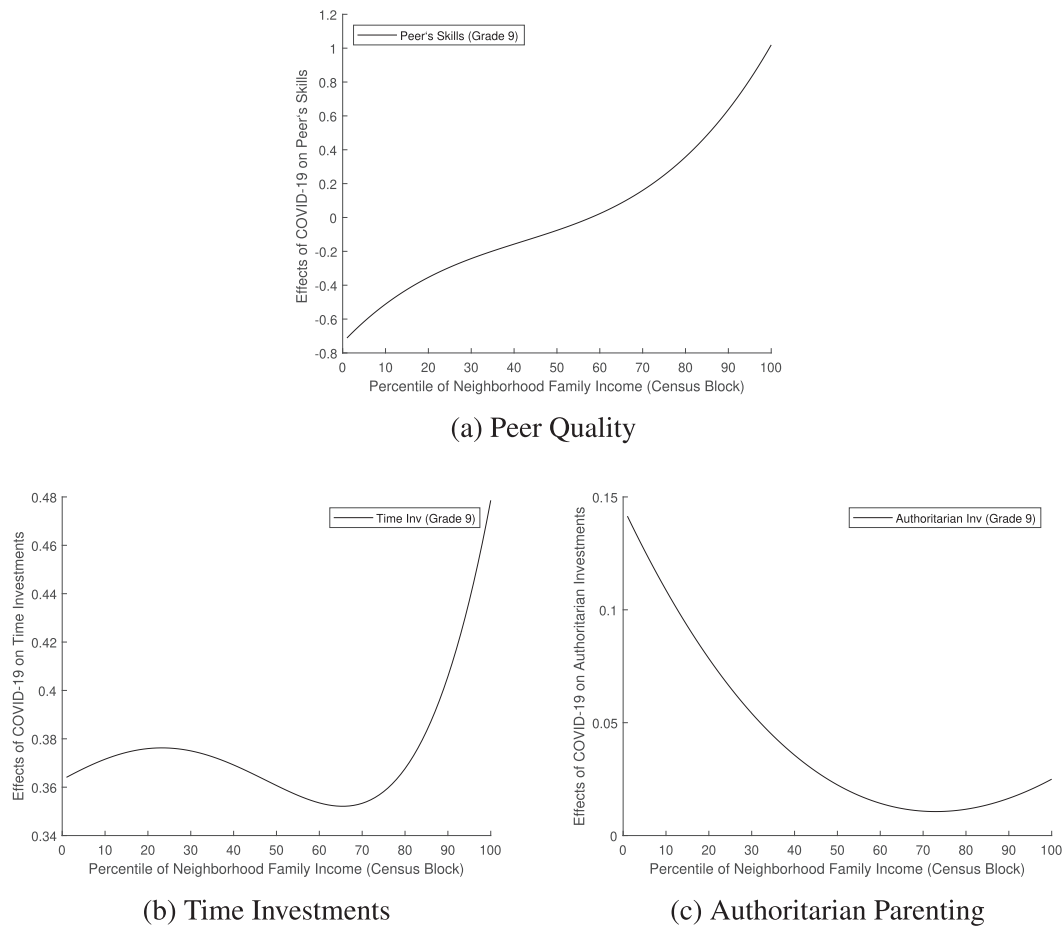 Effects of COVID-19 on Peer's Skills
1.2
1
0.8
0.6
0.4
0.2
0
-0.2
-0.4
-0.6
-0.8
Peer's Skills (Grade 9)
0 10 20 30 40 50 60 70 80 90 100
Percentile of Neighborhood Family Income (Census Block)
(a) Peer Quality
Effects of COVID-19 on Time Investments
0.48
0.46
0.44
0.42
0.4
0.38
0.36
0.34
Time Inv (Grade 9)
0 10 20 30 40 50 60 70 80 90 100
Percentile of Neighborhood Family Income (Census Block)
(b) Time Investments
Effects of COVID-19 on Authoritarian Investments
0.15
0.1
0.05
0
Authoritarian Inv (Grade 9)
0 10 20 30 40 50 60 70 80 90 100
Percentile of Neighborhood Family Income (Census Block)
(c) Authoritarian Parenting